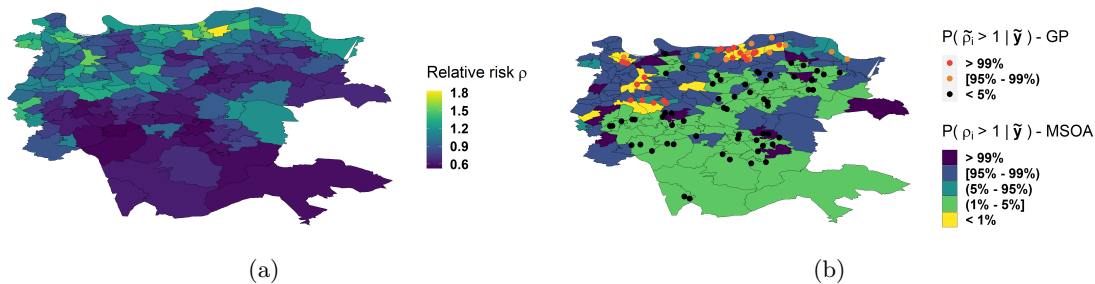 Relative risk ρ
1.8
1.5
1.2
0.9
0.6
(a)
P( ρ̃i > 1 | ỹ ) - GP
> 99%
[95% - 99%)
< 5%
P( ρi > 1 | ỹ ) - MSOA
> 99%
[95% - 99%)
(5% - 95%)
(1% - 5%]
< 1%
(b)